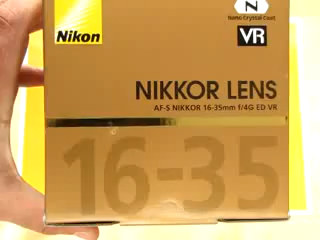 Nikon
N
Nano Crystal Coat
VR
NIKKOR LENS
AF-S NIKKOR 16-35mm f/4G ED VR
16-35